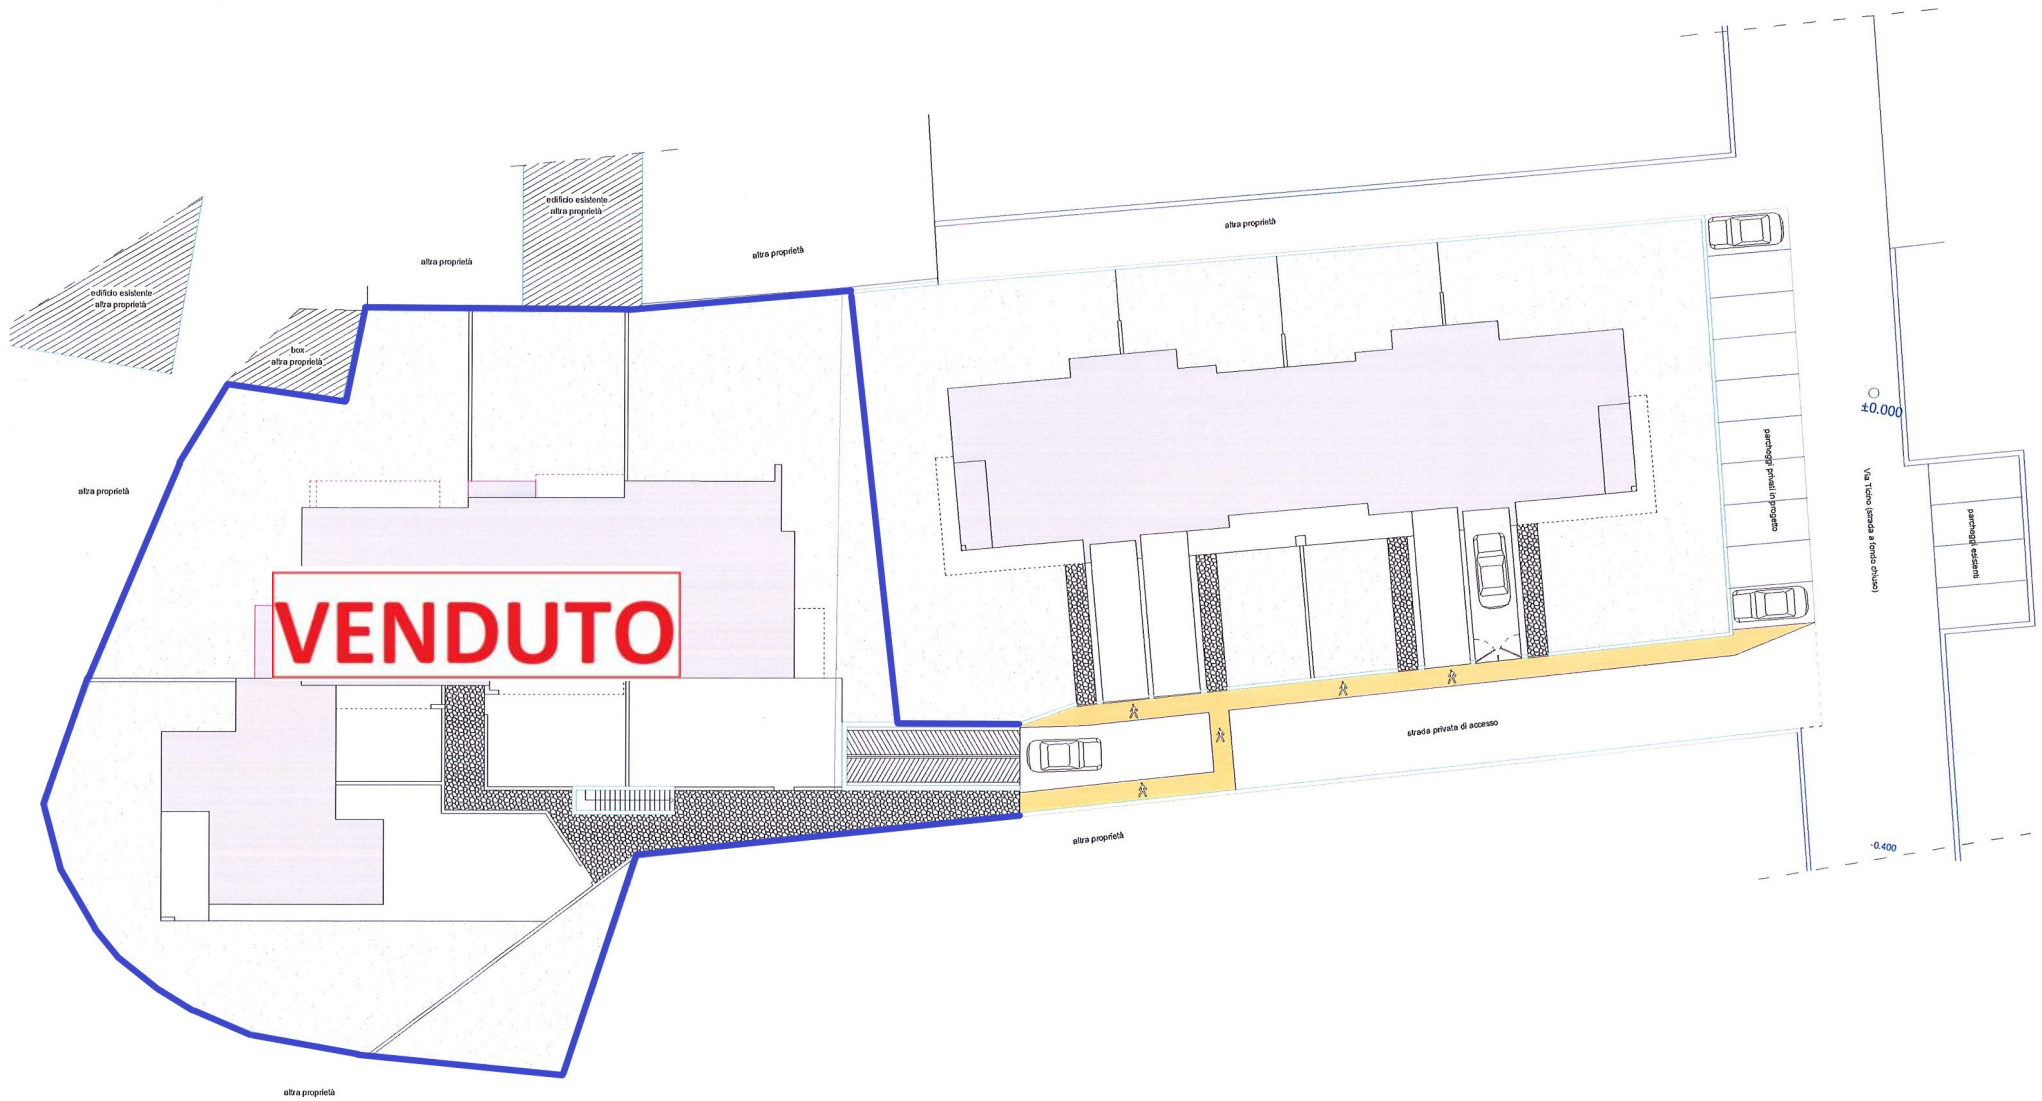 edificio esistente
altra proprietà
altra proprietà
altra proprietà
altra proprietà
edificio esistente
altra proprietà
box
altra proprietà
±0.000
parcheggi privati in progetto
Via Ticino (strada a fondo chiuso)
parcheggi esistenti
altra proprietà
VENDUTO
strada privata di accesso
altra proprietà
-0.400
altra proprietà